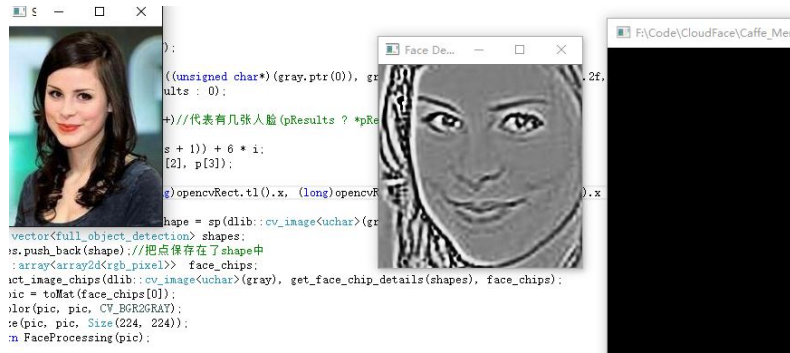 Face De...
F:\Code\CloudFace\Caffe_Mer
);
((unsigned char*)(gray.ptr(0)), gr .2f,
ults : 0);
+)//代表有几张人脸(pResults ? *pRe
s + 1)) + 6 * i;
[2], p[3]);
g)opencvRect.tl().x, (long)opencvR ).x
hape = sp(dlib::cv_image<uchar>(gr
vector<full_object_detection> shapes;
es.push_back(shape);//把点保存在了shape中
:array<array2d<rgb_pixel>> face_chips;
act_image_chips(dlib::cv_image<uchar>(gray), get_face_chip_details(shapes), face_chips);
pic = toMat(face_chips[0]);
olor(pic, pic, CV_BGR2GRAY);
ze(pic, pic, Size(224, 224));
rn FaceProcessing(pic);